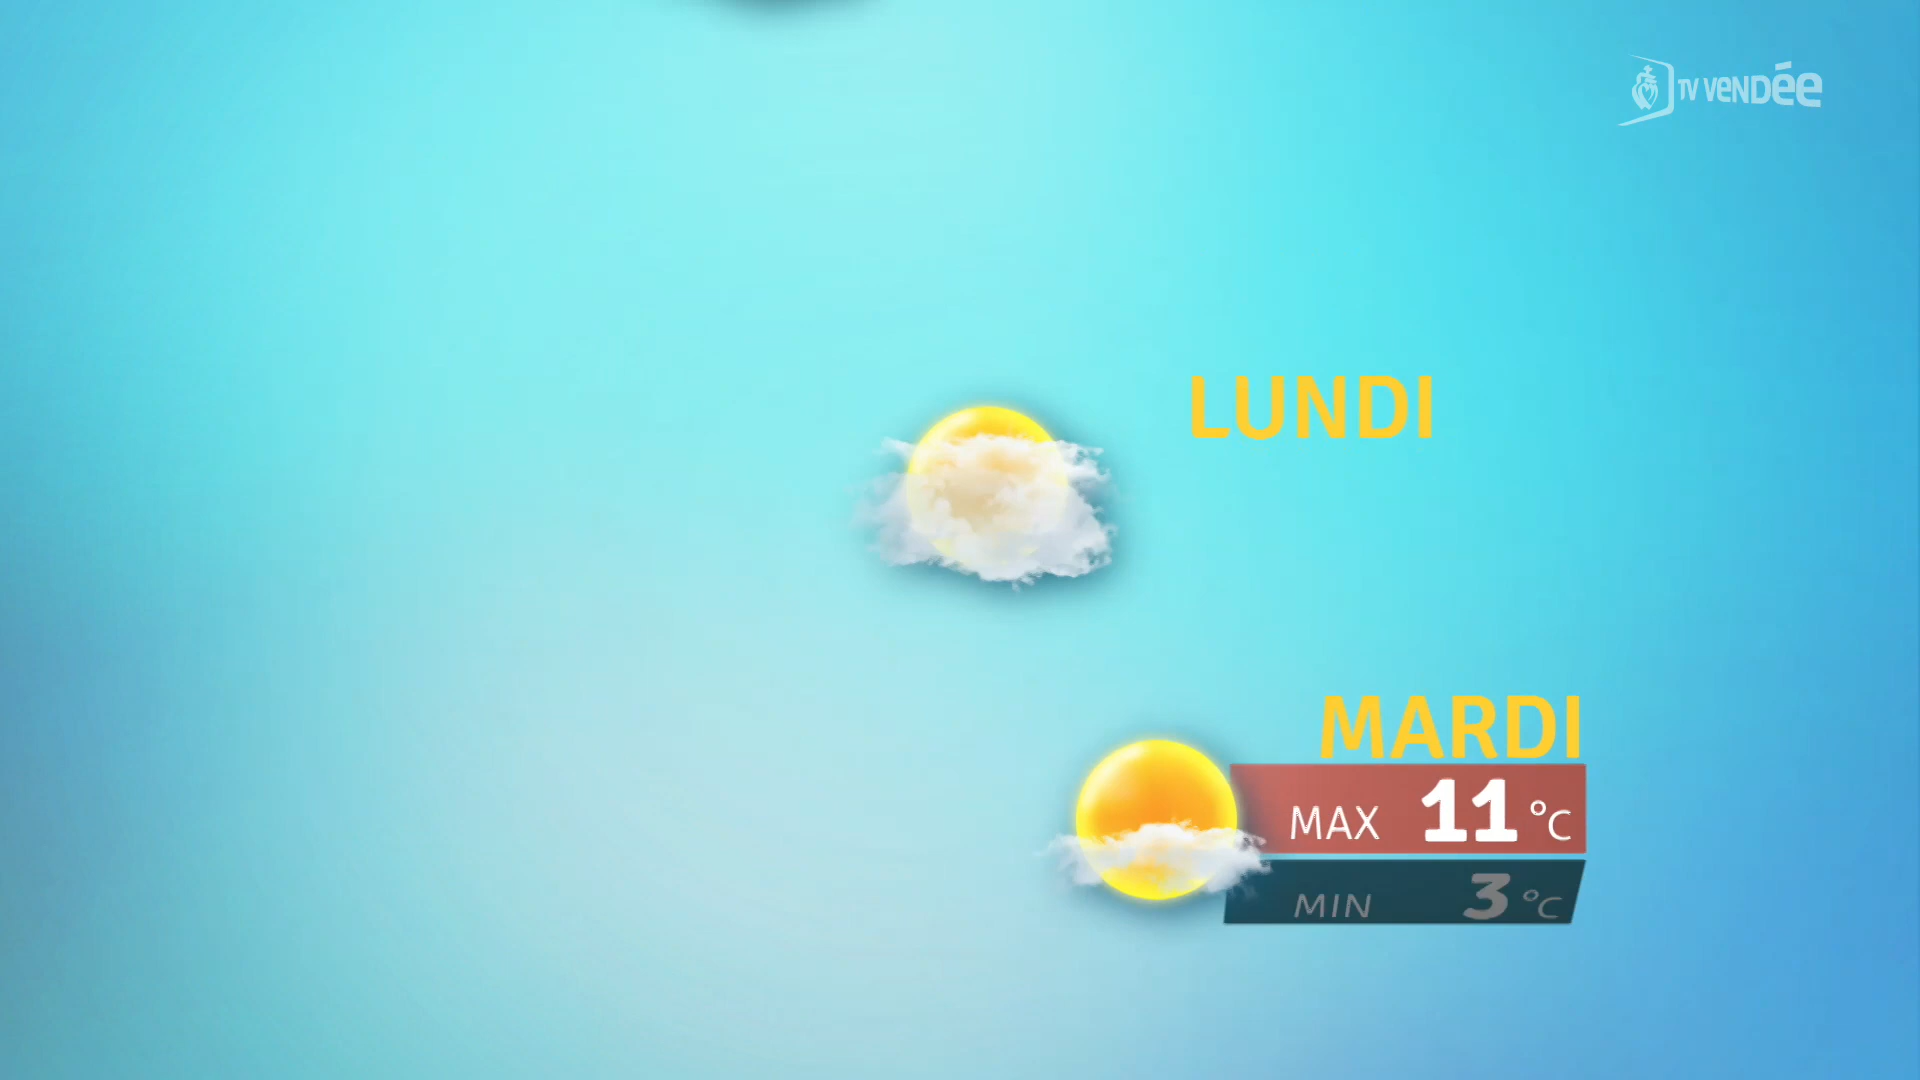 TV VENDÉE
LUNDI
MARDI
MAX 11 °C
MIN 3 °C